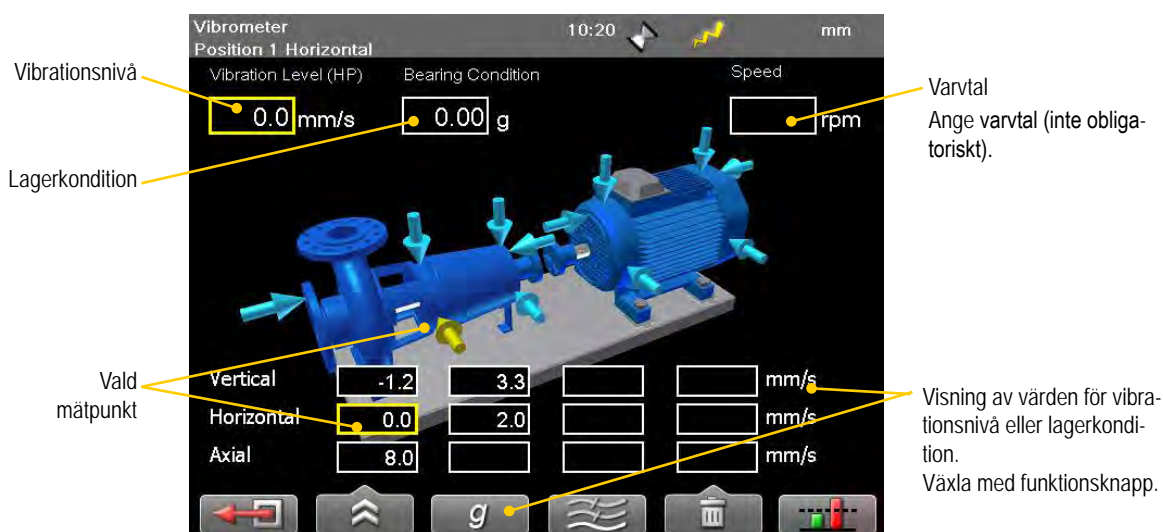 Vibrometer
10:20
mm
Position 1 Horizontal
Vibrationsnivå
Vibration Level (HP)
Bearing Condition
Speed
0.0 mm/s
0.00 g
rpm
Varvtal
Ange varvtal (inte obliga-
toriskt).
Lagerkondition
Vald
mätpunkt
Vertical -1.2 3.3 mm/s
Horizontal 0.0 2.0 mm/s
Axial 8.0 mm/s
Visning av värden för vibra-
tionsnivå eller lagerkondi-
tion.
Växla med funktionsknapp.
g